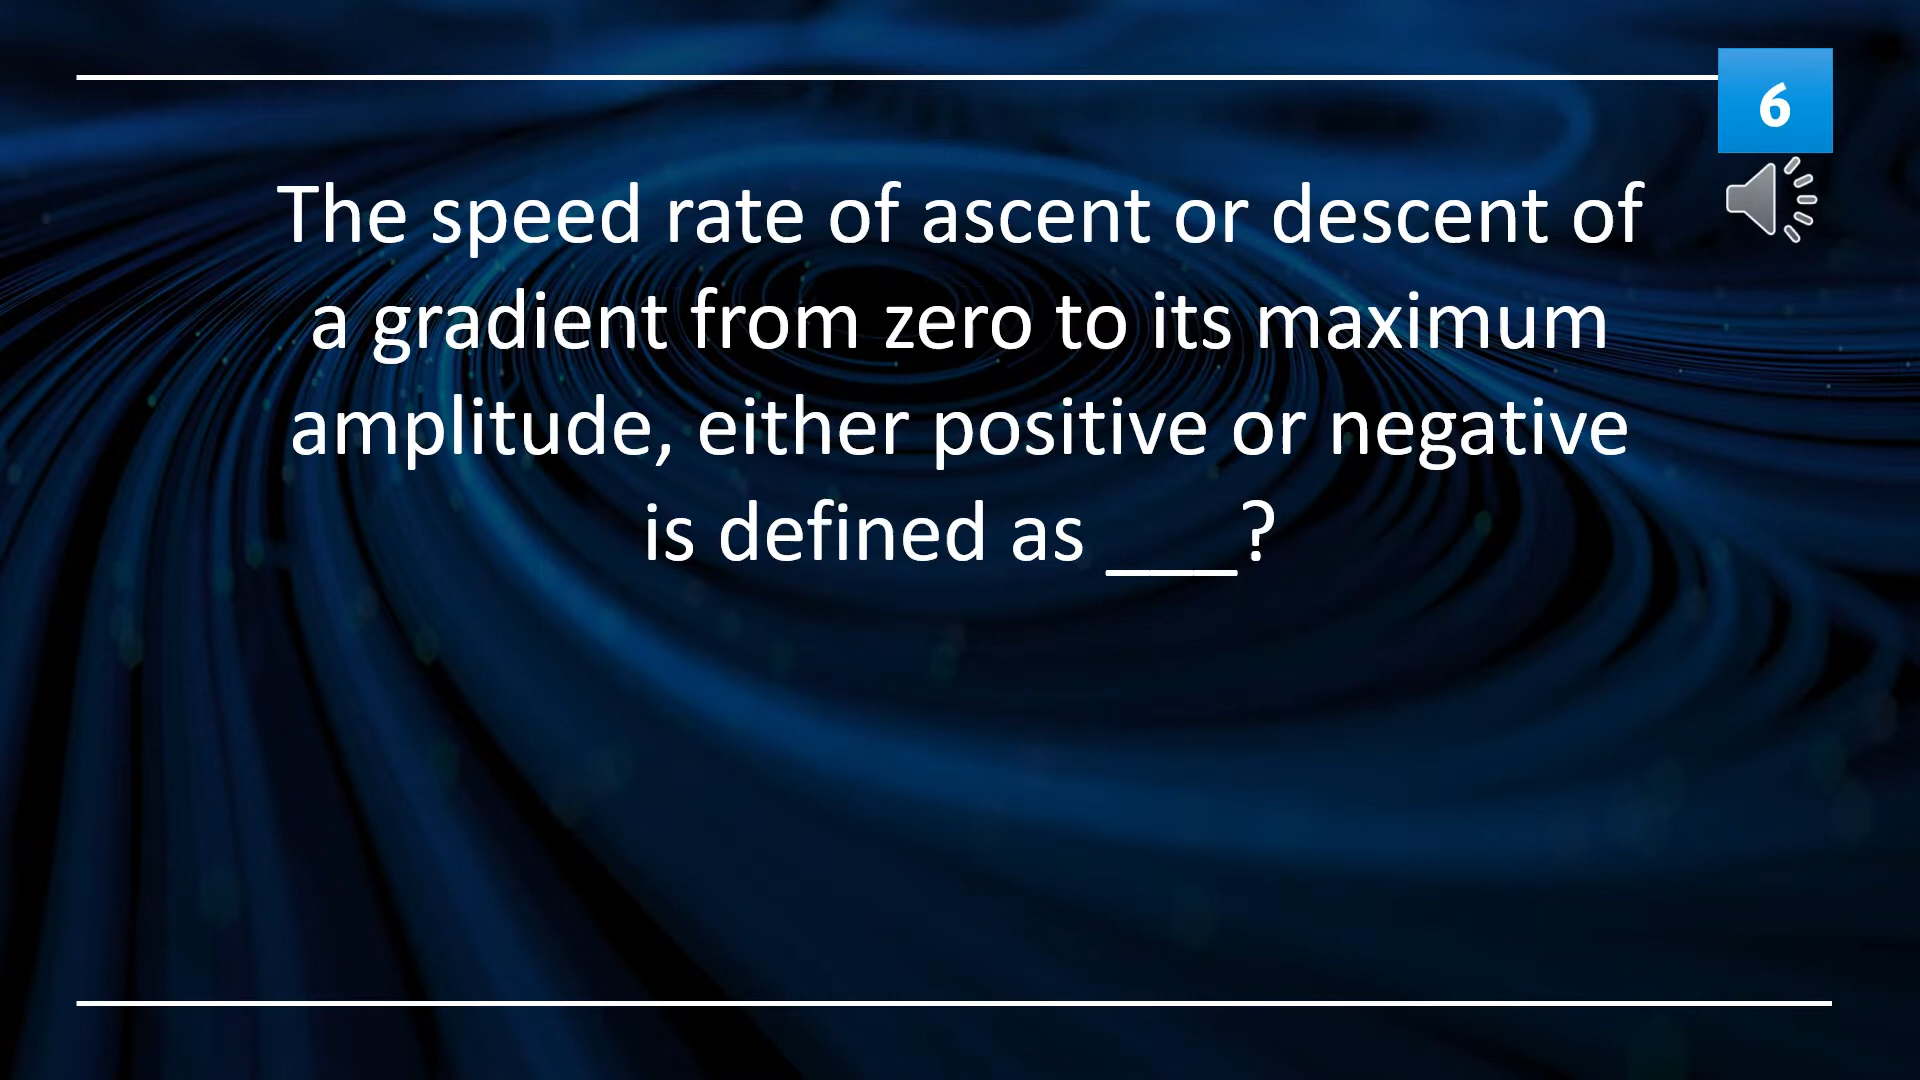 6
The speed rate of ascent or descent of
a gradient from zero to its maximum
amplitude, either positive or negative
is defined as ___?